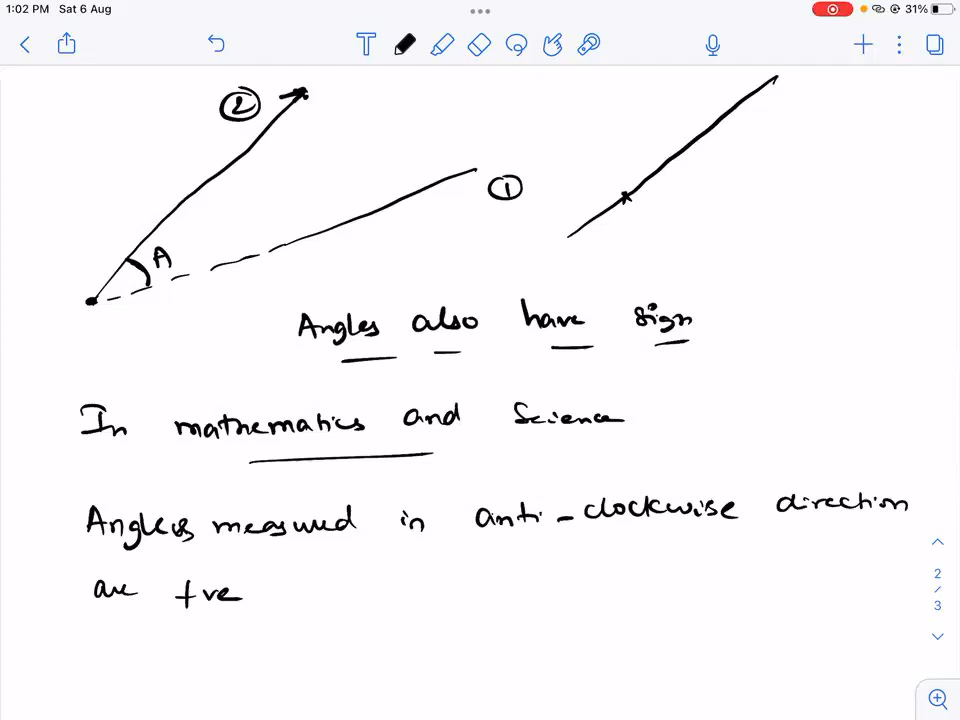 1:02 PM Sat 6 Aug
31%
T
2
1
A
Angles also have sign
In mathematics and Science
Angles measured in anti-clockwise direction
are +ve
2
/
3